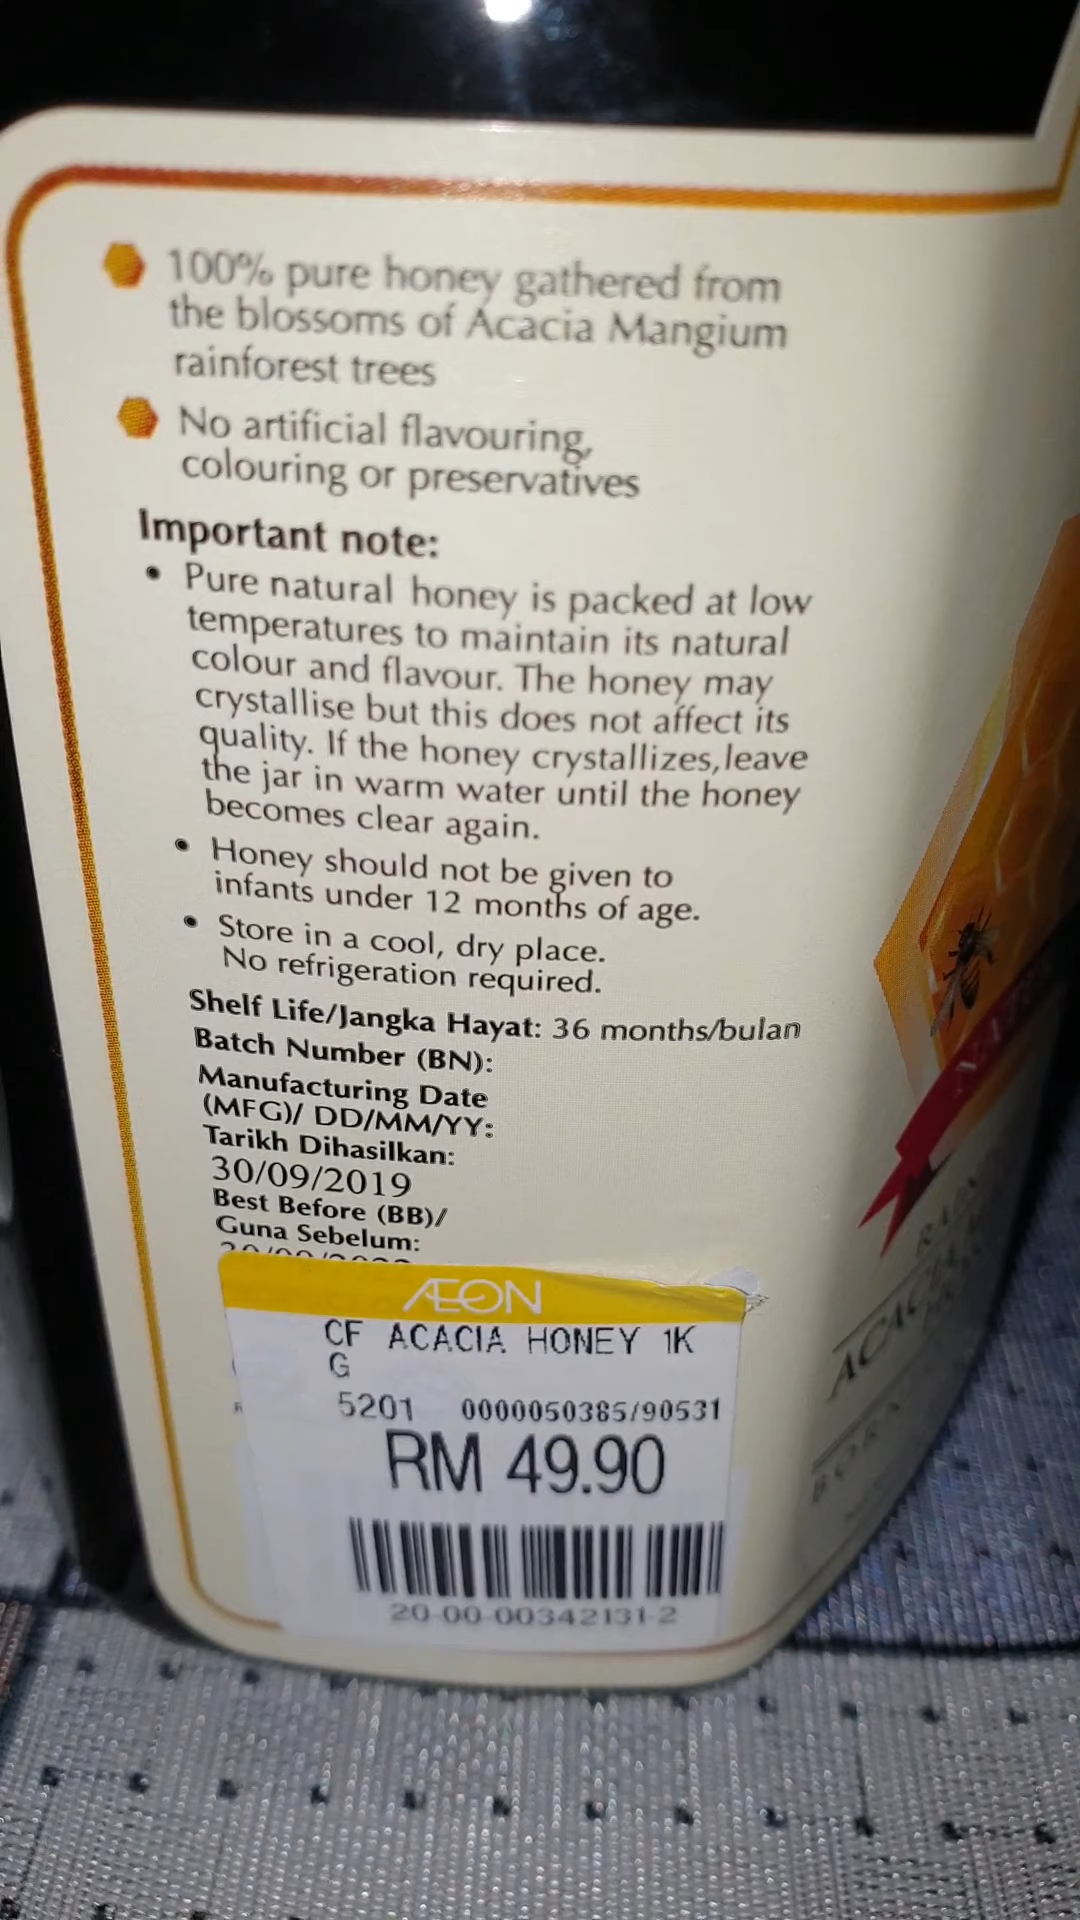 100% pure honey gathered from
the blossoms of Acacia Mangium
rainforest trees
No artificial flavouring,
colouring or preservatives
Important note:
• Pure natural honey is packed at low
temperatures to maintain its natural
colour and flavour. The honey may
crystallise but this does not affect its
quality. If the honey crystallizes,leave
the jar in warm water until the honey
becomes clear again.
• Honey should not be given to
infants under 12 months of age.
• Store in a cool, dry place.
No refrigeration required.
Shelf Life/Jangka Hayat: 36 months/bulan
Batch Number (BN):
Manufacturing Date
(MFG)/ DD/MM/YY:
Tarikh Dihasilkan:
30/09/2019
Best Before (BB)/
Guna Sebelum:
ÆON
CF ACACIA HONEY 1K
G
5201 0000050385/90531
RM 49.90
20-00-00342131-2
ACACIA